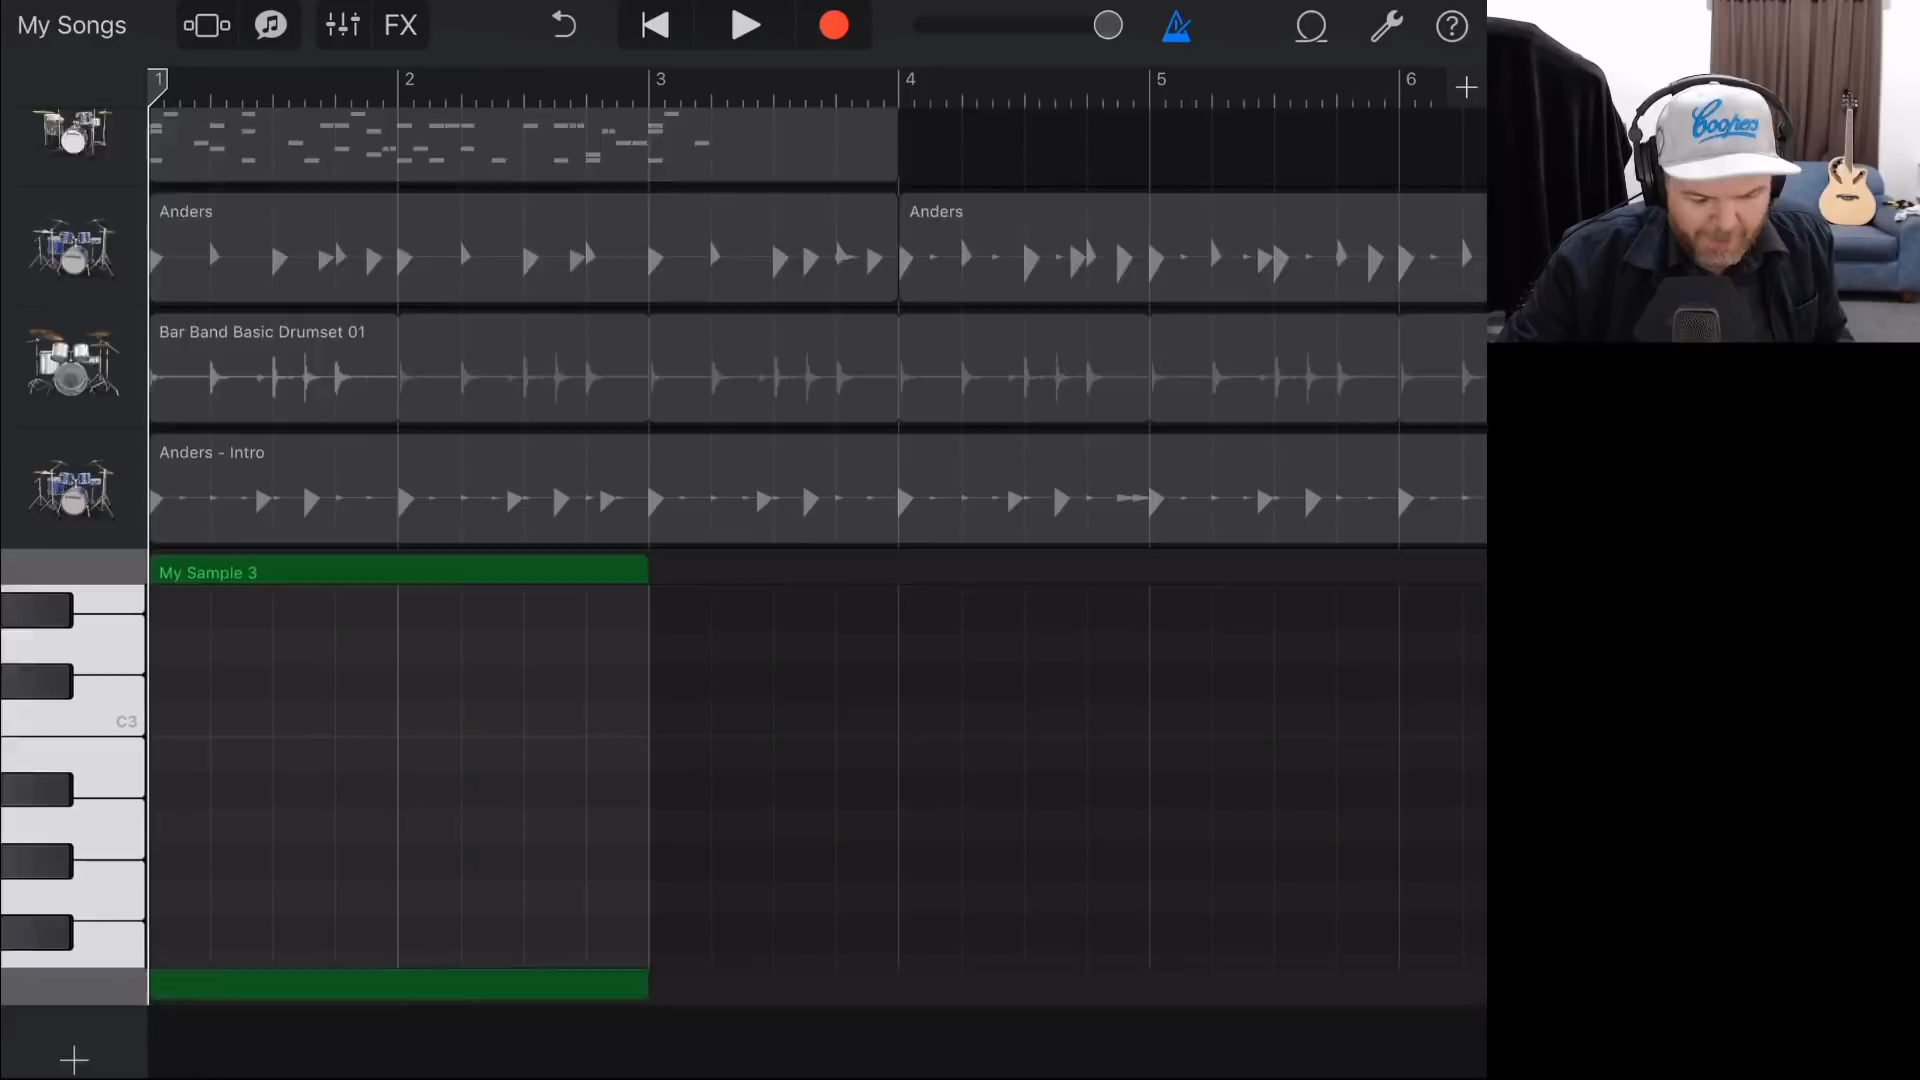 My Songs
FX
1 2 3 4 5 6
Anders
Anders
Bar Band Basic Drumset 01
Anders - Intro
My Sample 3
C3
Coopers